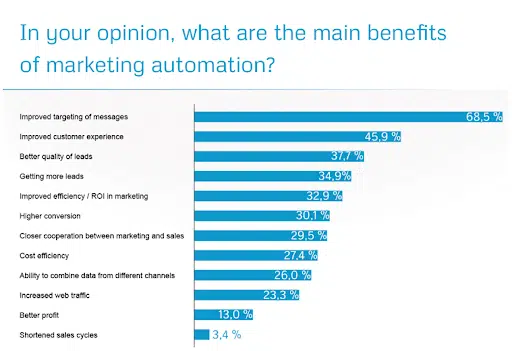 In your opinion, what are the main benefits
of marketing automation?
Improved targeting of messages 68,5 %
Improved customer experience 45,9 %
Better quality of leads 37,7 %
Getting more leads 34,9%
Improved efficiency / ROI in marketing 32,9 %
Higher conversion 30,1 %
Closer cooperation between marketing and sales 29,5 %
Cost efficiency 27,4 %
Ability to combine data from different channels 26,0 %
Increased web traffic 23,3 %
Better profit 13,0 %
Shortened sales cycles 3,4 %